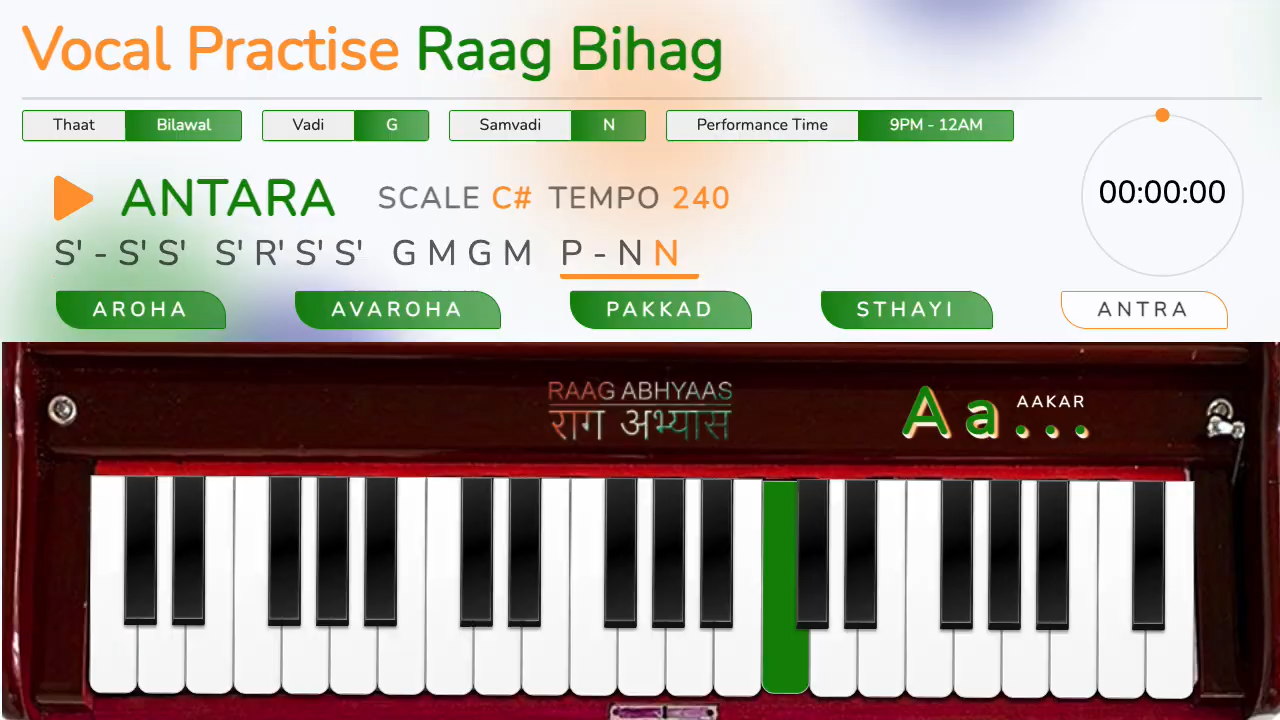 Vocal Practise Raag Bihag
Thaat Bilawal Vadi G Samvadi N Performance Time 9PM - 12AM
00:00:00
ANTARA SCALE C# TEMPO 240
S' - S' S' S' R' S' S' G M G M P - N N
AROHA AVAROHA PAKKAD STHAYI ANTRA
RAAG ABHYAAS
राग अभ्यास
A a . . .
AAKAR